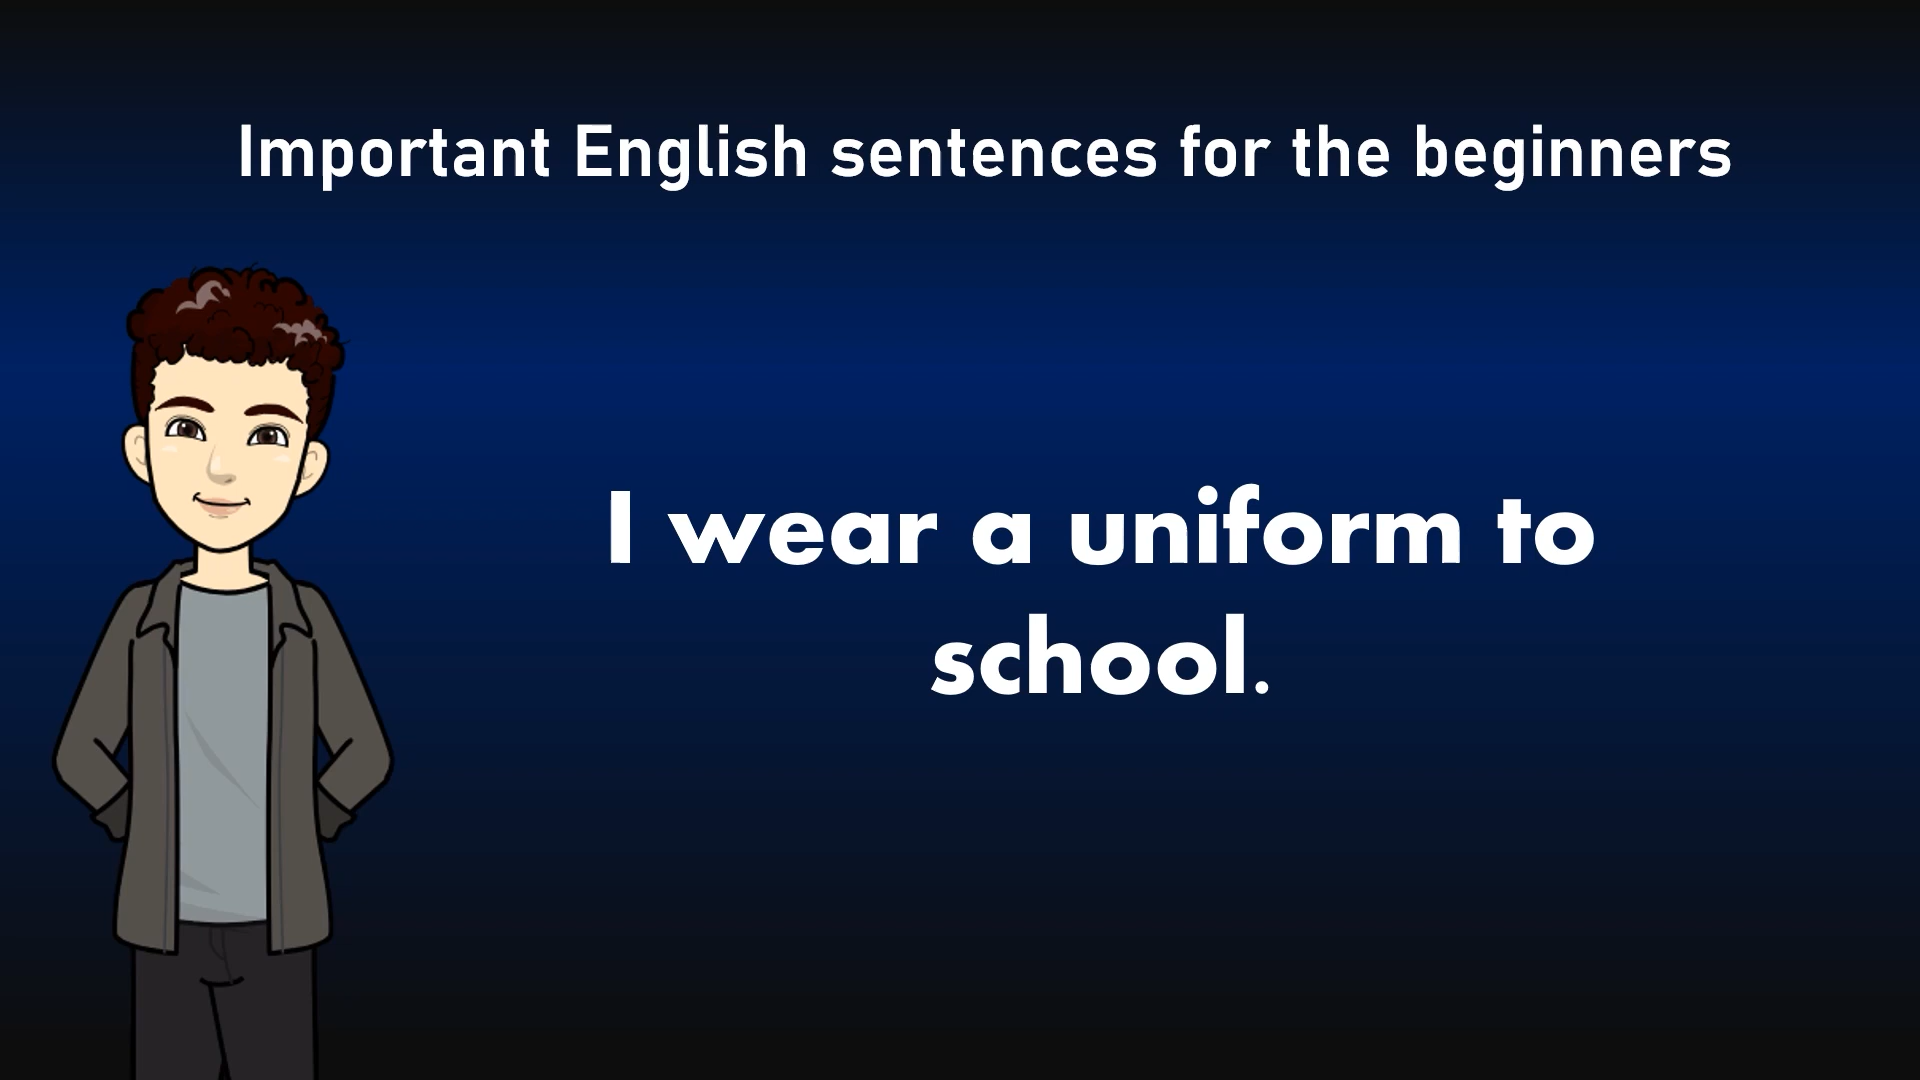 Important English sentences for the beginners
I wear a uniform to
school.